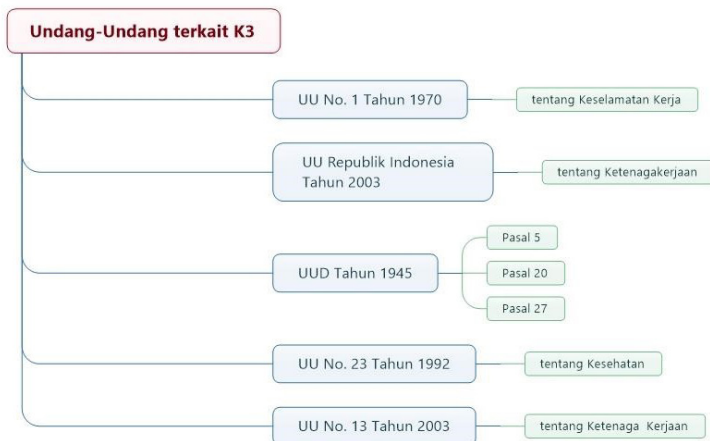 Undang-Undang terkait K3
UU No. 1 Tahun 1970
tentang Keselamatan Kerja
UU Republik Indonesia
Tahun 2003
tentang Ketenagakerjaan
UUD Tahun 1945
Pasal 5
Pasal 20
Pasal 27
UU No. 23 Tahun 1992
tentang Kesehatan
UU No. 13 Tahun 2003
tentang Ketenaga Kerjaan